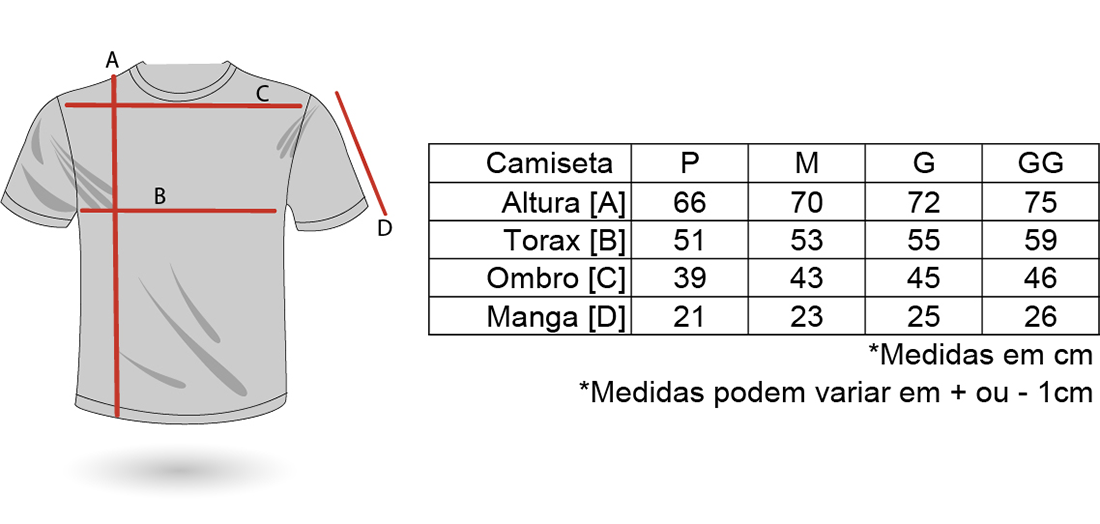 A
C
B
D
Camiseta P M G GG
Altura [A] 66 70 72 75
Torax [B] 51 53 55 59
Ombro [C] 39 43 45 46
Manga [D] 21 23 25 26
*Medidas em cm
*Medidas podem variar em + ou - 1cm